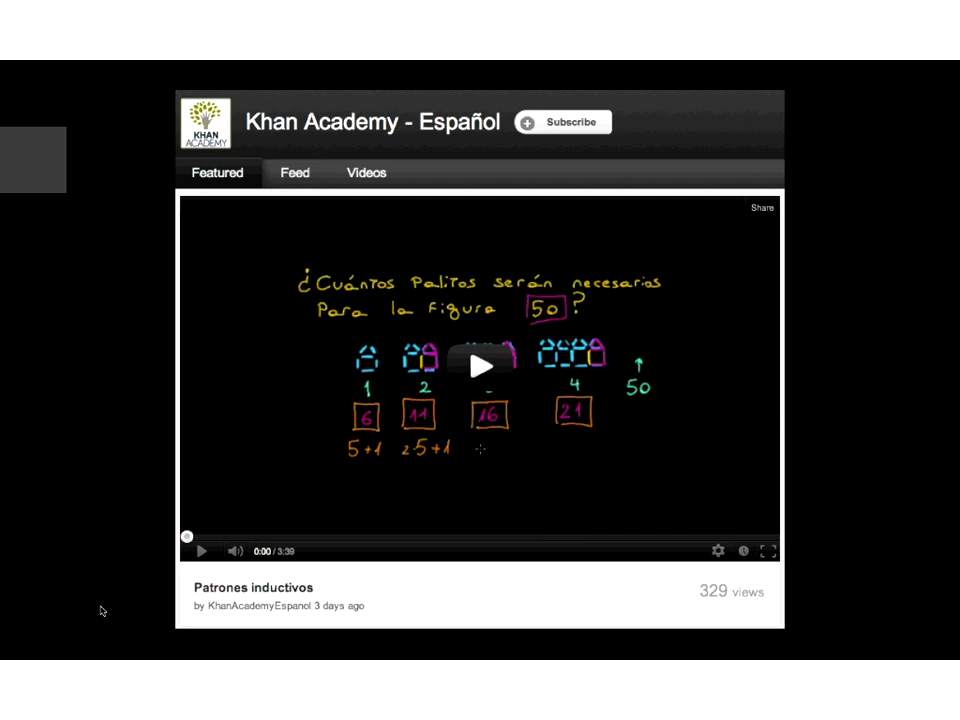 KHAN
ACADEMY
Khan Academy - Español
Subscribe
Featured Feed Videos
Share
¿Cuántos palitos serán necesarios
para la figura 50?
1 2 4 50
6 11 16 21
5+1 2·5+1
0:00 / 3:39
Patrones inductivos
329 views
by KhanAcademyEspanol 3 days ago